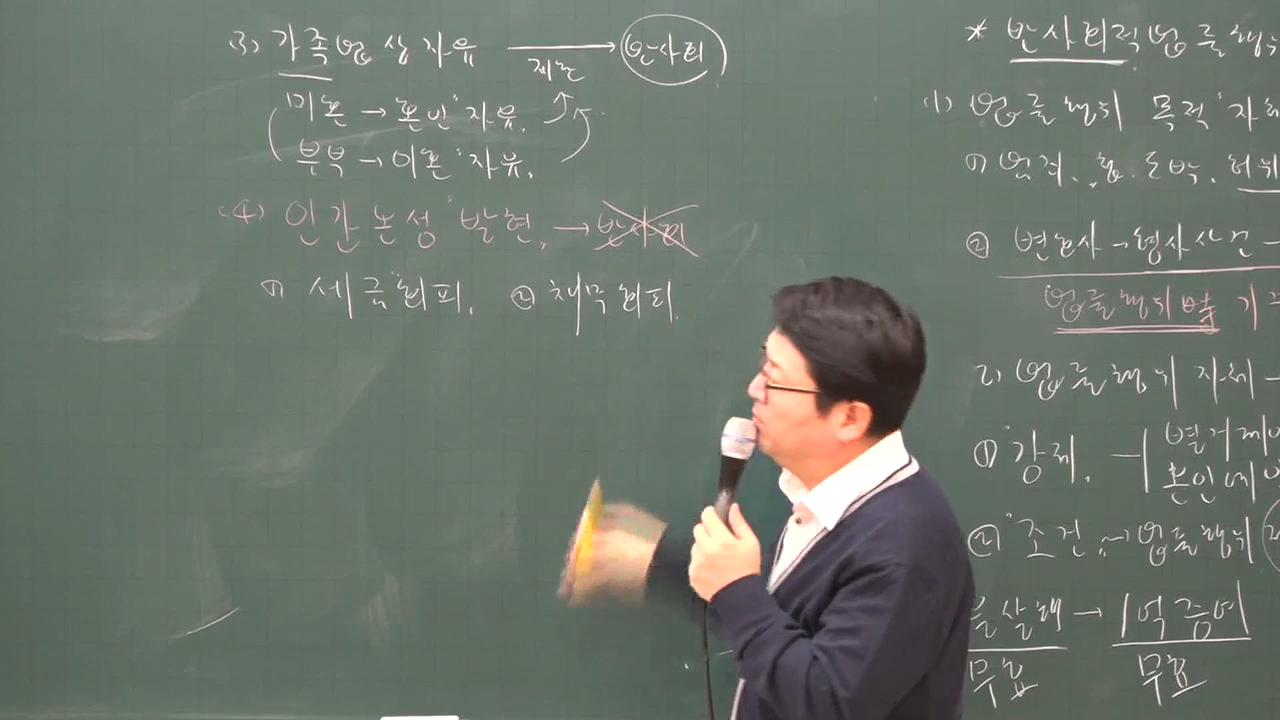 (3) 가족법상 자유 → 반사회
제한
미혼 → 혼인"자유.
부부 → 이혼"자유.
(4) 인간 본성"발현. → 반사회
① 세금회피. ② 채무회피.
* 반사회적 법률행위
(1) 법률행위 목적"자체
①
② 변호사 → 형사사건
법률행위時
2) 법률행위 자체
① "강제.
본인에
② "조건. → 법률행위
살해 → 1억 증여
무효 무효